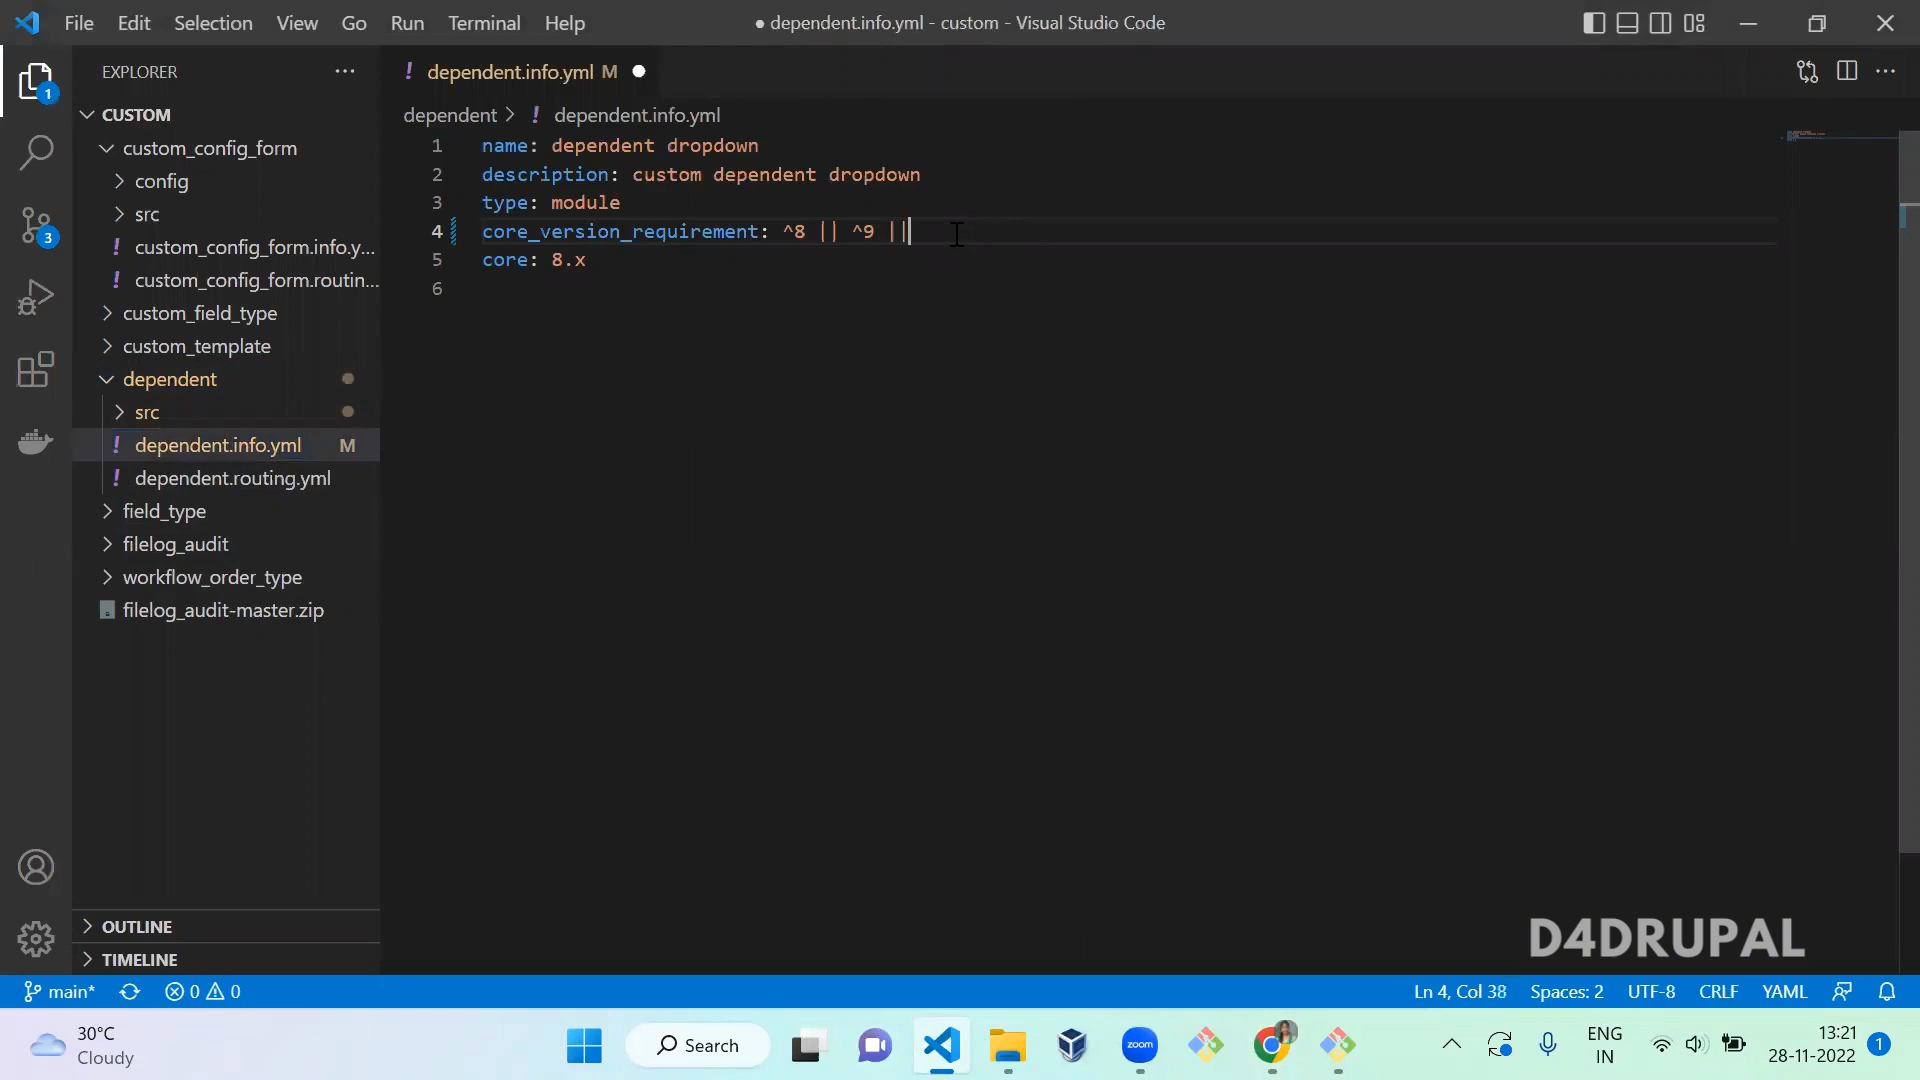 File Edit Selection View Go Run Terminal Help
● dependent.info.yml - custom - Visual Studio Code
EXPLORER
! dependent.info.yml M
1
CUSTOM
dependent > ! dependent.info.yml
custom_config_form
config
src
! custom_config_form.info.y...
! custom_config_form.routin...
custom_field_type
custom_template
dependent
src
! dependent.info.yml M
! dependent.routing.yml
field_type
filelog_audit
workflow_order_type
filelog_audit-master.zip
3
1 name: dependent dropdown
2 description: custom dependent dropdown
3 type: module
4 core_version_requirement: ^8 || ^9 ||
5 core: 8.x
6
D4DRUPAL
OUTLINE
TIMELINE
main* 0 0 Ln 4, Col 38 Spaces: 2 UTF-8 CRLF YAML
30°C
Cloudy
Search
zoom
ENG
IN
13:21
28-11-2022
1